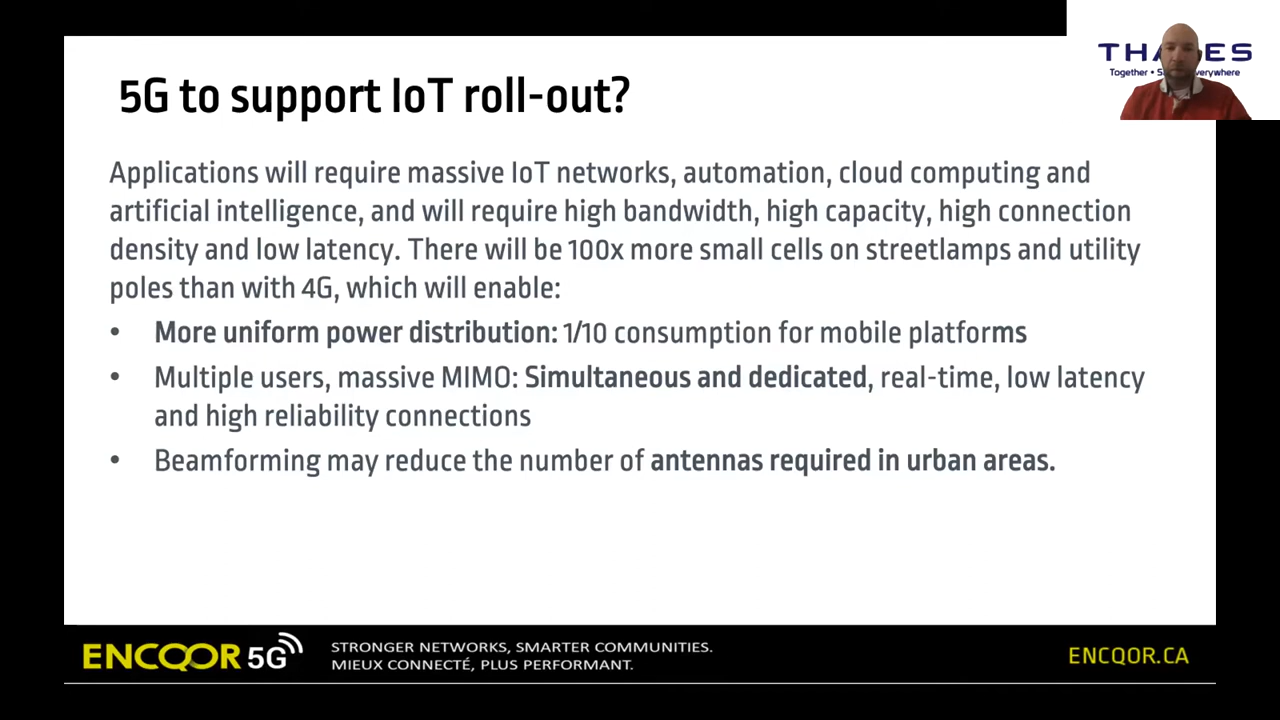 5G to support IoT roll-out?
THA ES
Together • S everywhere
Applications will require massive IoT networks, automation, cloud computing and
artificial intelligence, and will require high bandwidth, high capacity, high connection
density and low latency. There will be 100x more small cells on streetlamps and utility
poles than with 4G, which will enable:
• More uniform power distribution: 1/10 consumption for mobile platforms
• Multiple users, massive MIMO: Simultaneous and dedicated, real-time, low latency
and high reliability connections
• Beamforming may reduce the number of antennas required in urban areas.
ENCQOR 5G
STRONGER NETWORKS, SMARTER COMMUNITIES.
MIEUX CONNECTÉ, PLUS PERFORMANT.
ENCQOR.CA